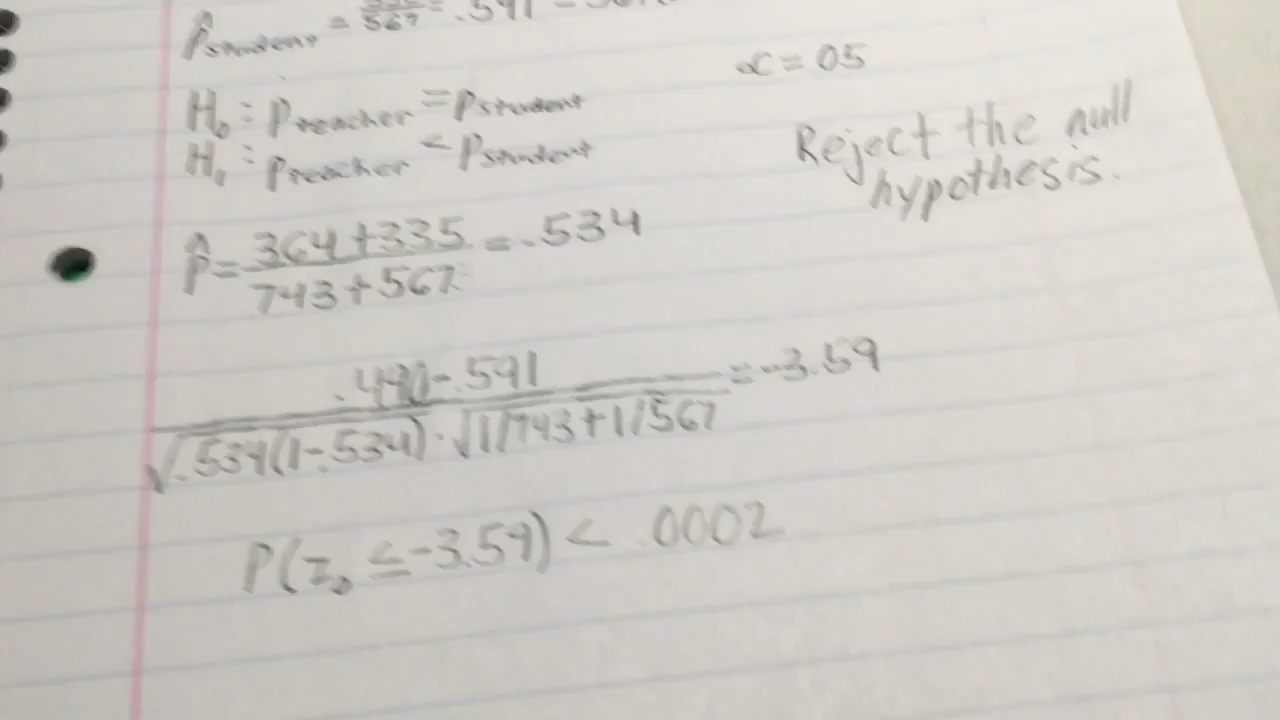 p̂student = 335/567 = .591
α = 05
H₀: Pteacher = Pstudent
H₁: Pteacher < Pstudent
Reject the null
hypothesis.
p̂ = 364+335 / 743+567 = .534
.490-.591 / √.534(1-.534) · √1/743+1/567 = -3.59
P(z₀ ≤ -3.59) < .0002